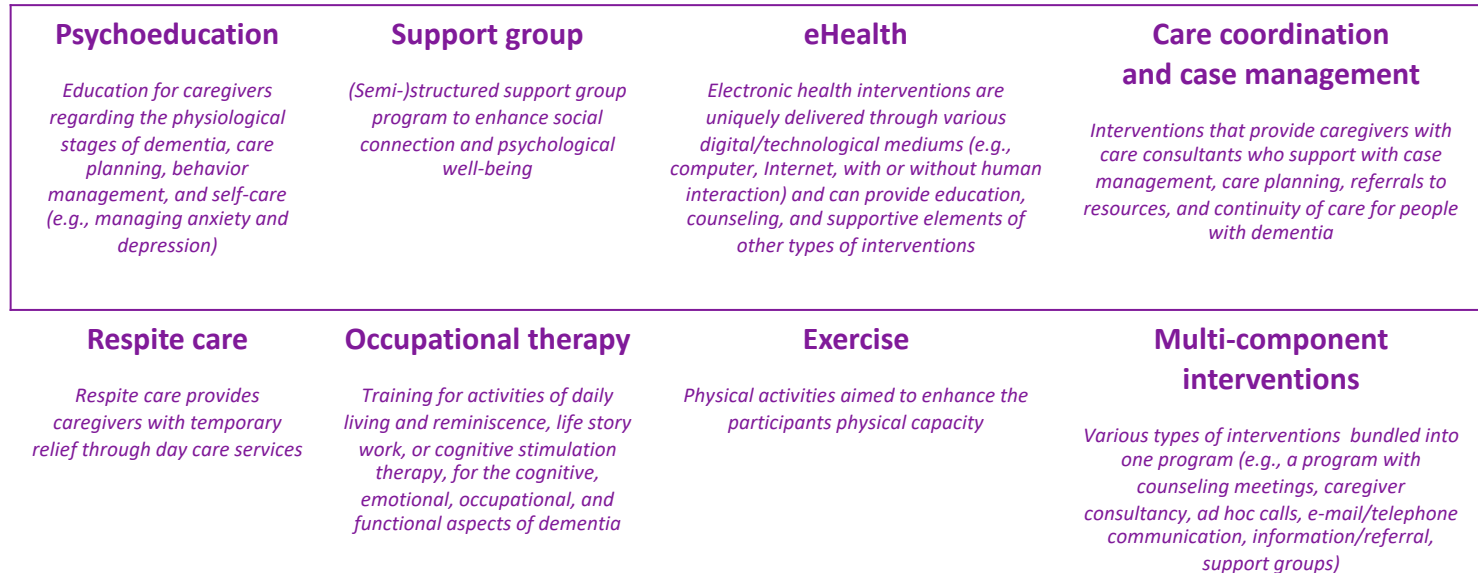 Psychoeducation
Education for caregivers
regarding the physiological
stages of dementia, care
planning, behavior
management, and self-care
(e.g., managing anxiety and
depression)
Support group
(Semi-)structured support group
program to enhance social
connection and psychological
well-being
eHealth
Electronic health interventions are
uniquely delivered through various
digital/technological mediums (e.g.,
computer, Internet, with or without human
interaction) and can provide education,
counseling, and supportive elements of
other types of interventions
Care coordination
and case management
Interventions that provide caregivers with
care consultants who support with case
management, care planning, referrals to
resources, and continuity of care for people
with dementia
Respite care
Respite care provides
caregivers with temporary
relief through day care services
Occupational therapy
Training for activities of daily
living and reminiscence, life story
work, or cognitive stimulation
therapy, for the cognitive,
emotional, occupational, and
functional aspects of dementia
Exercise
Physical activities aimed to enhance the
participants physical capacity
Multi-component
interventions
Various types of interventions bundled into
one program (e.g., a program with
counseling meetings, caregiver
consultancy, ad hoc calls, e-mail/telephone
communication, information/referral,
support groups)